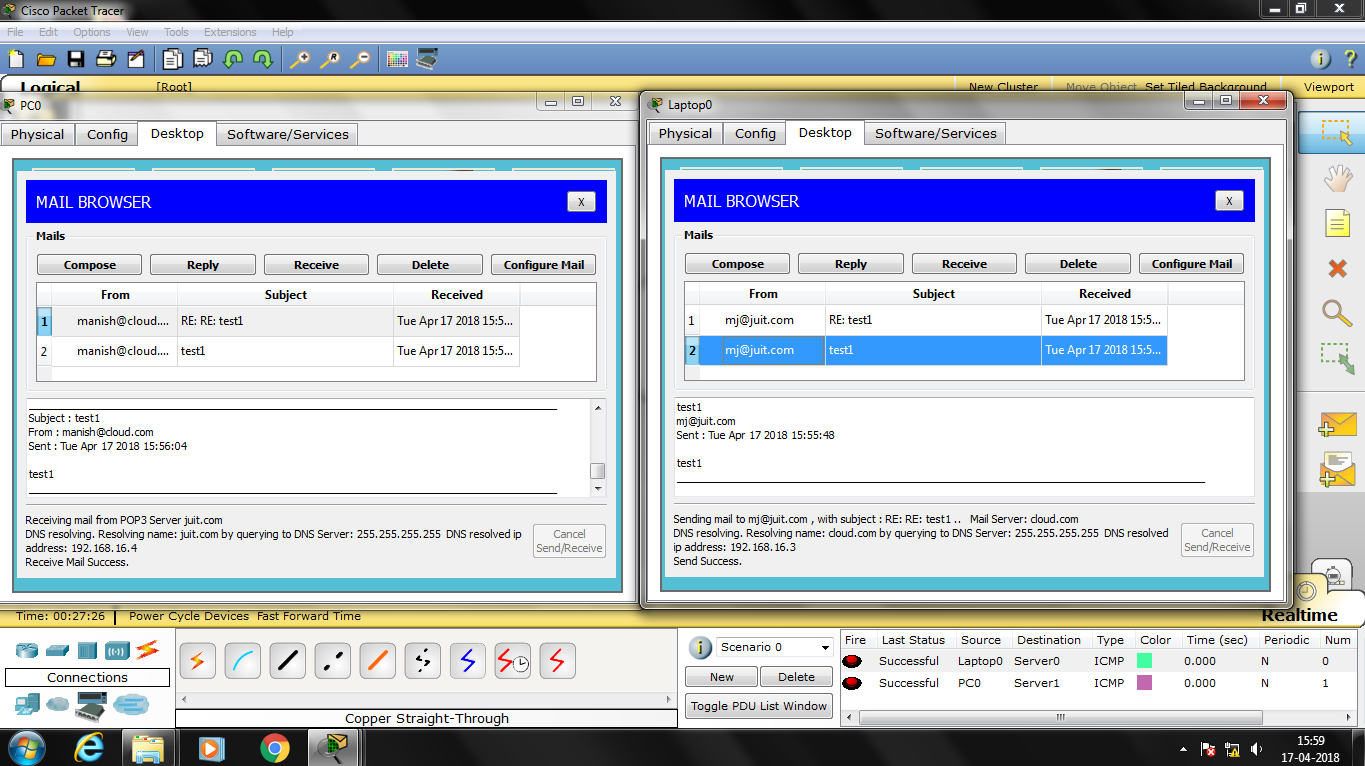 Cisco Packet Tracer
File Edit Options View Tools Extensions Help
Logical [Root] New Cluster Move Object Set Tiled Background Viewport
PC0
Physical Config Desktop Software/Services
MAIL BROWSER X
Mails
Compose Reply Receive Delete Configure Mail
From Subject Received
1 manish@cloud.... RE: RE: test1 Tue Apr 17 2018 15:5...
2 manish@cloud.... test1 Tue Apr 17 2018 15:5...
Subject : test1
From : manish@cloud.com
Sent : Tue Apr 17 2018 15:56:04
test1
Receiving mail from POP3 Server juit.com
DNS resolving. Resolving name: juit.com by querying to DNS Server: 255.255.255.255 DNS resolved ip
address: 192.168.16.4
Receive Mail Success.
Cancel
Send/Receive
Laptop0
Physical Config Desktop Software/Services
MAIL BROWSER X
Mails
Compose Reply Receive Delete Configure Mail
From Subject Received
1 mj@juit.com RE: test1 Tue Apr 17 2018 15:5...
2 mj@juit.com test1 Tue Apr 17 2018 15:5...
test1
mj@juit.com
Sent : Tue Apr 17 2018 15:55:48
test1
Sending mail to mj@juit.com , with subject : RE: RE: test1 .. Mail Server: cloud.com
DNS resolving. Resolving name: cloud.com by querying to DNS Server: 255.255.255.255 DNS resolved
ip address: 192.168.16.3
Send Success.
Cancel
Send/Receive
Time: 00:27:26 Power Cycle Devices Fast Forward Time
Realtime
Connections
Copper Straight-Through
Scenario 0
New Delete
Toggle PDU List Window
Fire Last Status Source Destination Type Color Time (sec) Periodic Num
Successful Laptop0 Server0 ICMP 0.000 N 0
Successful PC0 Server1 ICMP 0.000 N 1
15:59
17-04-2018